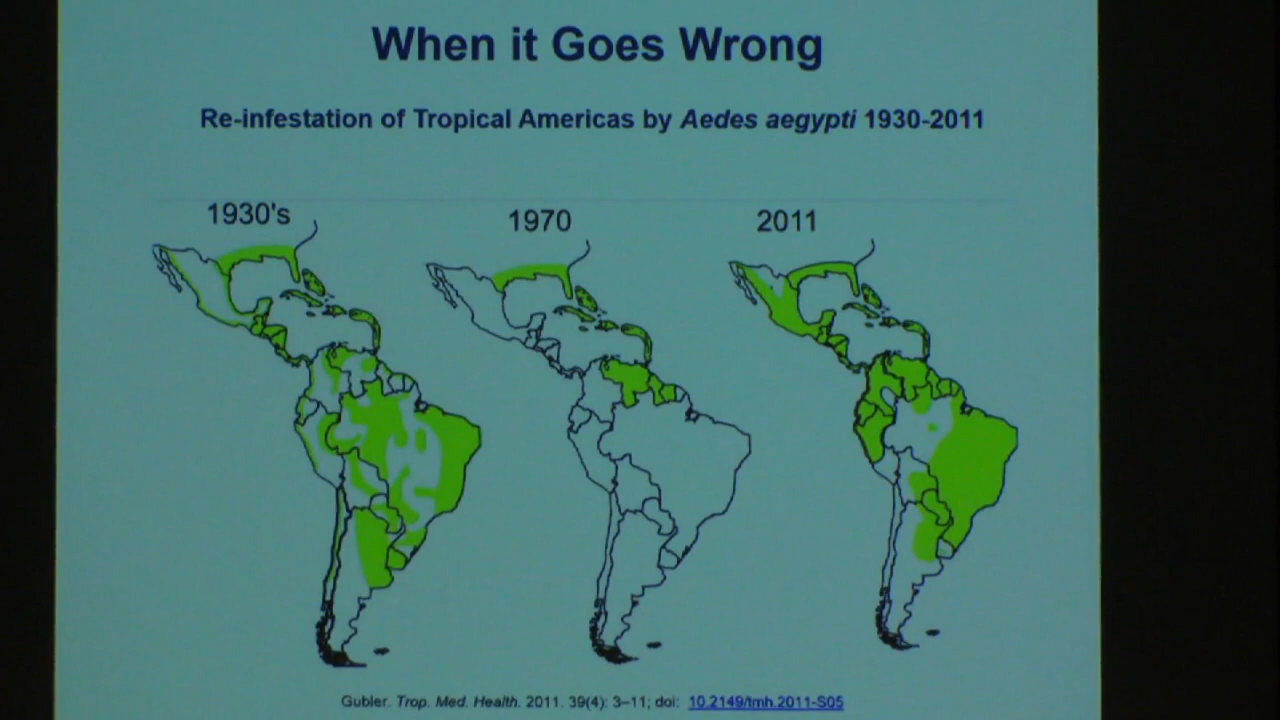 When it Goes Wrong
Re-infestation of Tropical Americas by Aedes aegypti 1930-2011
1930's
1970
2011
Gubler. Trop. Med. Health. 2011. 39(4): 3–11; doi: 10.2149/tmh.2011-S05